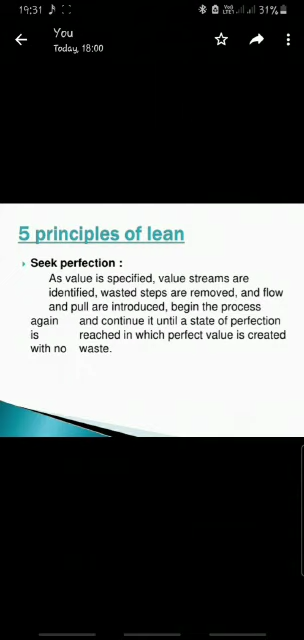 19:31
31%
You
Today, 18:00
5 principles of lean
Seek perfection :
As value is specified, value streams are
identified, wasted steps are removed, and flow
and pull are introduced, begin the process
again and continue it until a state of perfection
is reached in which perfect value is created
with no waste.